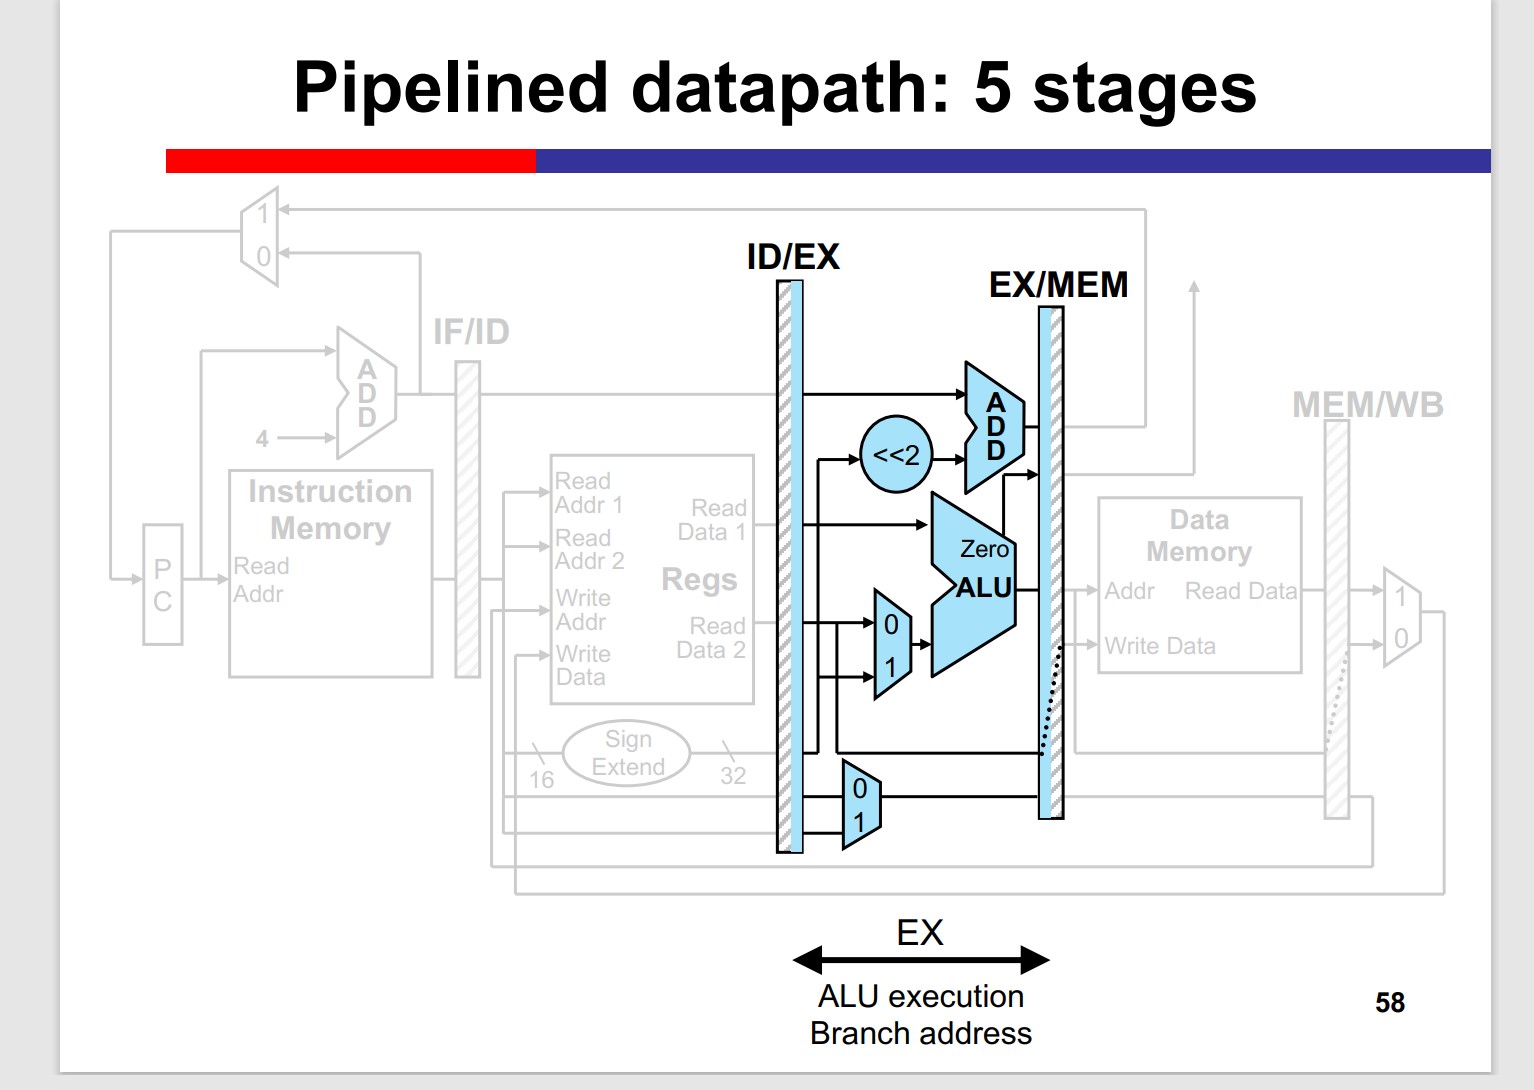 Pipelined datapath: 5 stages
1
0
ID/EX
EX/MEM
IF/ID
A
D
D
4
MEM/WB
A
D
D
<<2
Instruction
Memory
Read
Addr
P
C
Read
Addr 1
Read
Addr 2
Write
Addr
Write
Data
Read
Data 1
Regs
Read
Data 2
Zero
ALU
0
1
Data
Memory
Addr
Read Data
Write Data
1
0
Sign
Extend
16
32
0
1
EX
ALU execution
Branch address
58